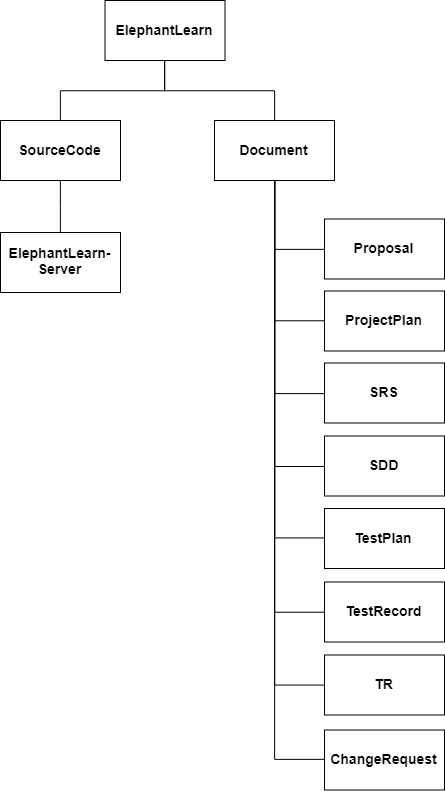 ElephantLearn
SourceCode
Document
ElephantLearn-
Server
Proposal
ProjectPlan
SRS
SDD
TestPlan
TestRecord
TR
ChangeRequest